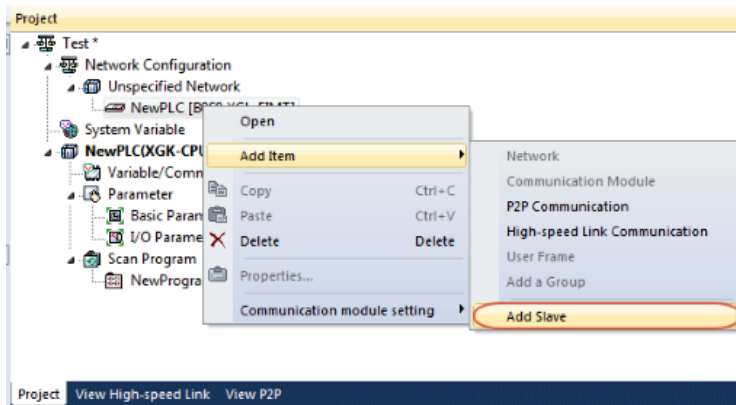 Project
Test *
Network Configuration
Unspecified Network
NewPLC
System Variable
NewPLC(XGK-CPU
Variable/Comm
Parameter
Basic Param
I/O Parame
Scan Program
NewProgra
Open
Add Item
Copy Ctrl+C
Paste Ctrl+V
Delete Delete
Properties...
Communication module setting
Network
Communication Module
P2P Communication
High-speed Link Communication
User Frame
Add a Group
Add Slave
Project View High-speed Link View P2P